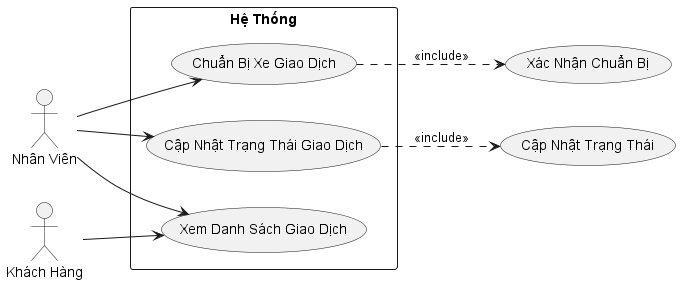 Hệ Thống
Chuẩn Bị Xe Giao Dịch
«include»
Xác Nhận Chuẩn Bị
Nhân Viên
Cập Nhật Trạng Thái Giao Dịch
«include»
Cập Nhật Trạng Thái
Xem Danh Sách Giao Dịch
Khách Hàng